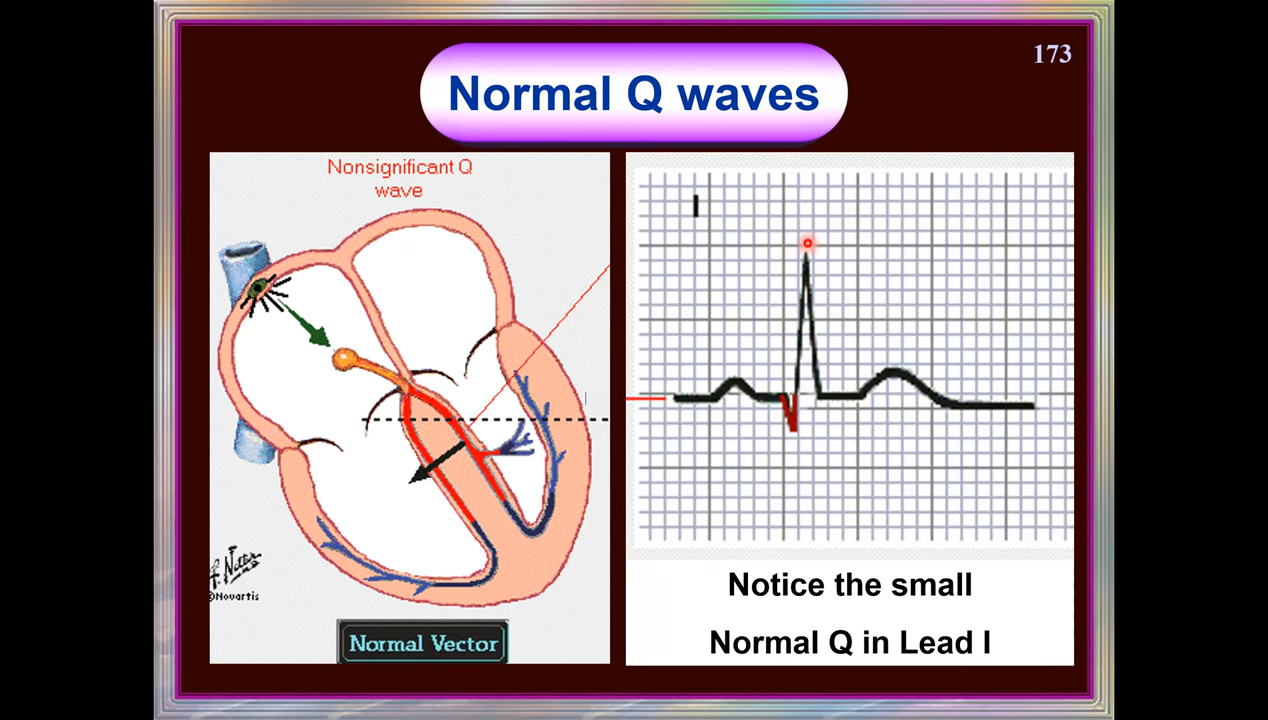 173
Normal Q waves
Nonsignificant Q
wave
I
I
F. Netter
©Novartis
Normal Vector
Notice the small
Normal Q in Lead I